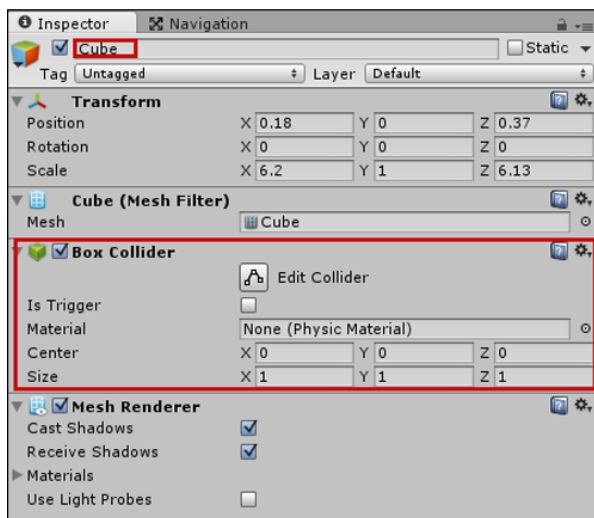 Inspector Navigation
Cube Static
Tag Untagged Layer Default
Transform
Position X 0.18 Y 0 Z 0.37
Rotation X 0 Y 0 Z 0
Scale X 6.2 Y 1 Z 6.13
Cube (Mesh Filter)
Mesh Cube
Box Collider
Edit Collider
Is Trigger
Material None (Physic Material)
Center X 0 Y 0 Z 0
Size X 1 Y 1 Z 1
Mesh Renderer
Cast Shadows
Receive Shadows
Materials
Use Light Probes